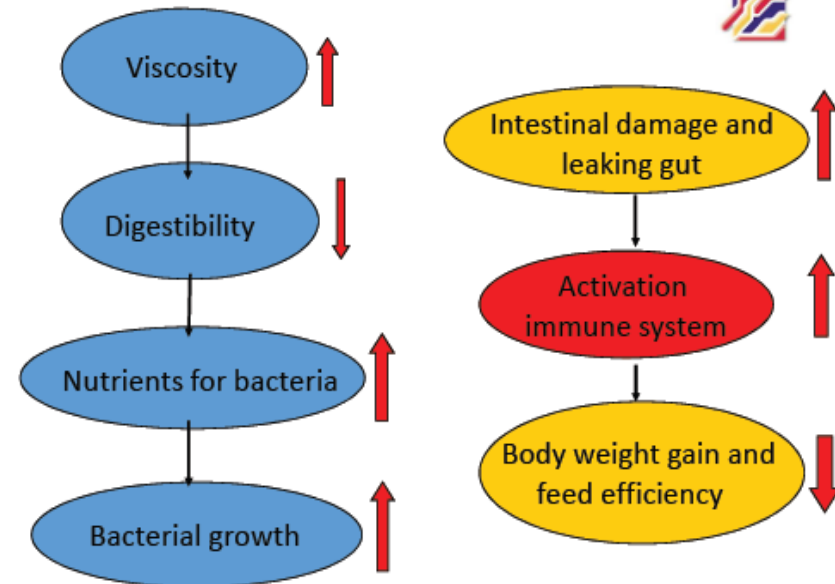 Viscosity
Digestibility
Nutrients for bacteria
Bacterial growth
Intestinal damage and
leaking gut
Activation
immune system
Body weight gain and
feed efficiency